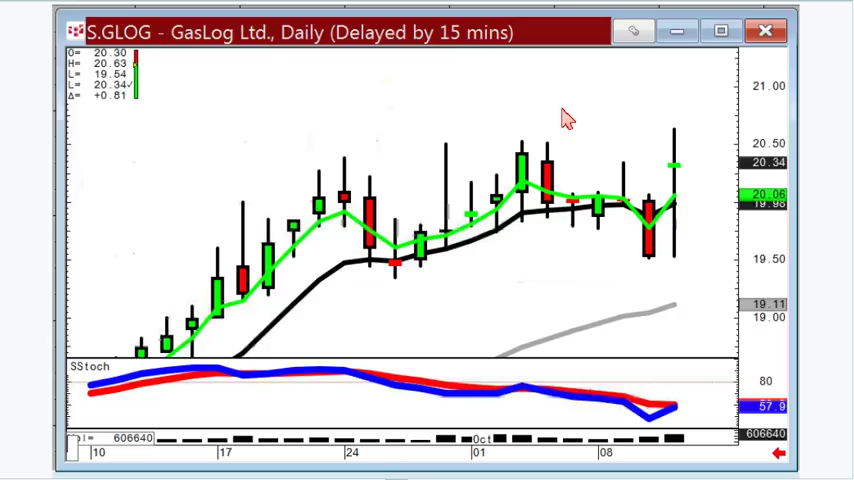 S.GLOG - GasLog Ltd., Daily (Delayed by 15 mins)
O= 20.30
H= 20.63
L= 19.54
L= 20.34✓
Δ= +0.81
21.00
20.50
20.34
20.06
19.98
19.50
19.11
19.00
SStoch
80
57.9
Vol= 606640
Oct
606640
10
17
24
01
08